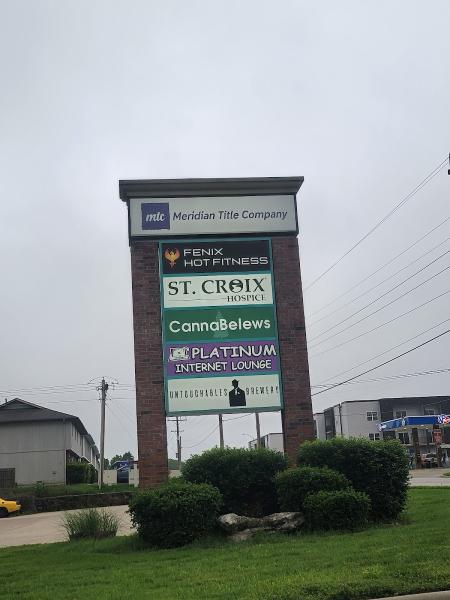 mtc Meridian Title Company
FENIX
HOT FITNESS
ST. CROIX
HOSPICE
CannaBelews
PLATINUM
INTERNET LOUNGE
UNTOUCHABLES BREWERY